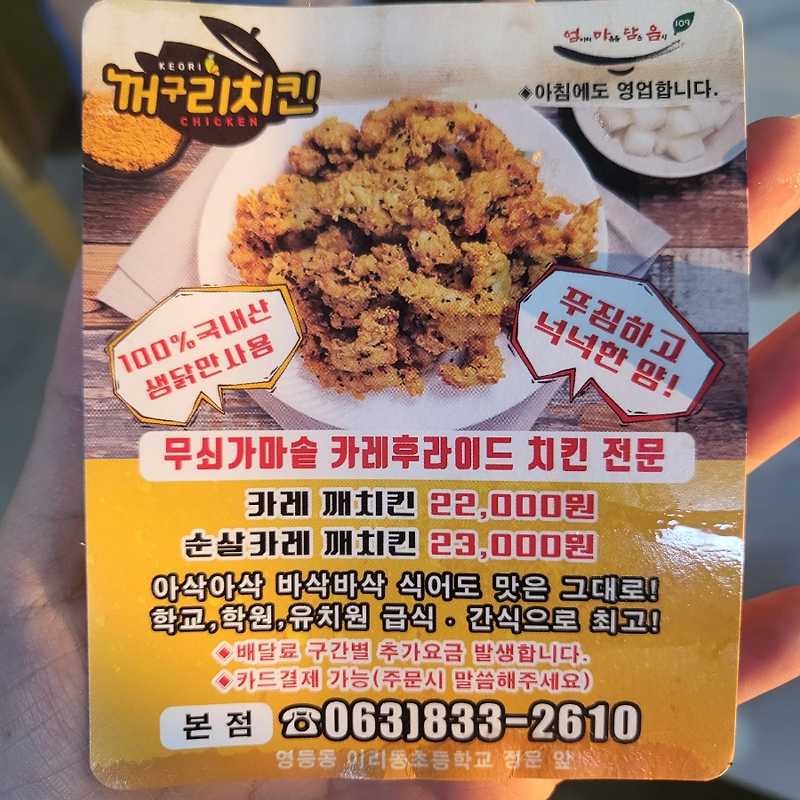 KEORI
꺼구리치킨
CHICKEN
엄마의 마음을 담은 음식
109
◈아침에도 영업합니다.
100%국내산
생닭만사용
푸짐하고
넉넉한 맘!
무쇠가마솥 카레후라이드 치킨 전문
카레 깨치킨 22,000원
순살카레 깨치킨 23,000원
아삭아삭 바삭바삭 식어도 맛은 그대로!
학교,학원,유치원 급식 · 간식으로 최고!
◈배달료 구간별 추가요금 발생합니다.
◈카드결제 가능(주문시 말씀해주세요)
본 점 ☎063)833-2610
영등동 이리동초등학교 정문 앞